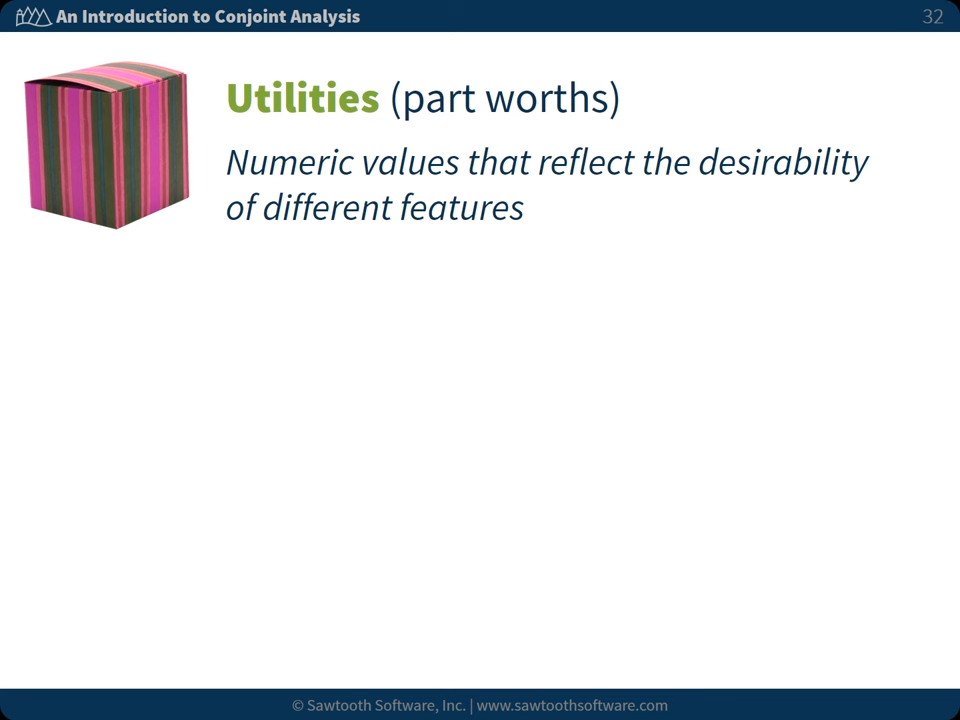 An Introduction to Conjoint Analysis
32
Utilities (part worths)
Numeric values that reflect the desirability
of different features
© Sawtooth Software, Inc. | www.sawtoothsoftware.com